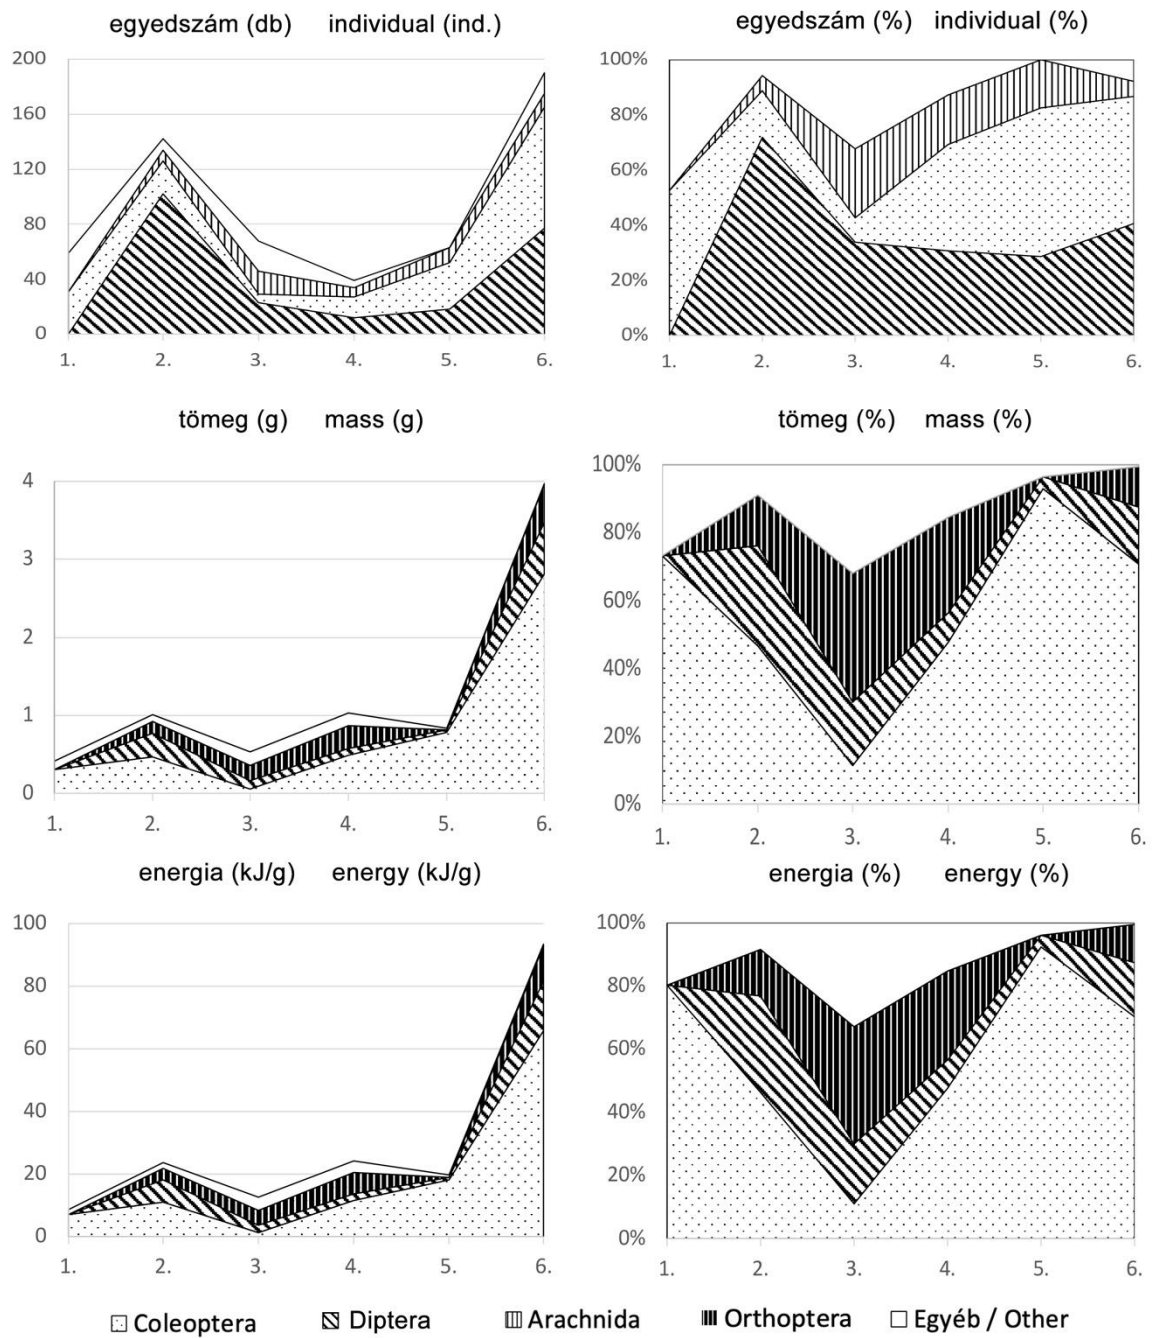 egyedszám (db) individual (ind.)
200
160
120
80
40
0
1. 2. 3. 4. 5. 6.
egyedszám (%) individual (%)
100%
80%
60%
40%
20%
0%
1. 2. 3. 4. 5. 6.
tömeg (g) mass (g)
4
3
2
1
0
1. 2. 3. 4. 5. 6.
tömeg (%) mass (%)
100%
80%
60%
40%
20%
0%
1. 2. 3. 4. 5. 6.
energia (kJ/g) energy (kJ/g)
100
80
60
40
20
0
1. 2. 3. 4. 5. 6.
energia (%) energy (%)
100%
80%
60%
40%
20%
0%
1. 2. 3. 4. 5. 6.
Coleoptera Diptera Arachnida Orthoptera Egyéb / Other